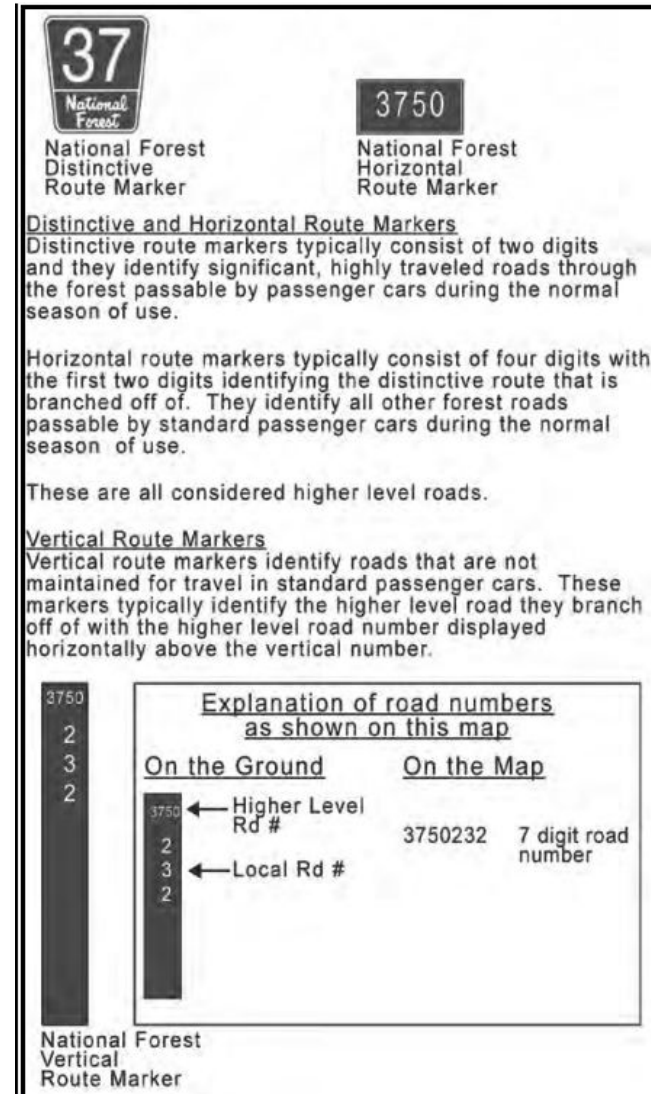 37
National
Forest
National Forest
Distinctive
Route Marker
3750
National Forest
Horizontal
Route Marker
Distinctive and Horizontal Route Markers
Distinctive route markers typically consist of two digits
and they identify significant, highly traveled roads through
the forest passable by passenger cars during the normal
season of use.
Horizontal route markers typically consist of four digits with
the first two digits identifying the distinctive route that is
branched off of. They identify all other forest roads
passable by standard passenger cars during the normal
season of use.
These are all considered higher level roads.
Vertical Route Markers
Vertical route markers identify roads that are not
maintained for travel in standard passenger cars. These
markers typically identify the higher level road they branch
off of with the higher level road number displayed
horizontally above the vertical number.
3750
2
3
2
National Forest
Vertical
Route Marker
Explanation of road numbers
as shown on this map
On the Ground
3750
2
3
2
Higher Level
Rd #
Local Rd #
On the Map
3750232
7 digit road
number